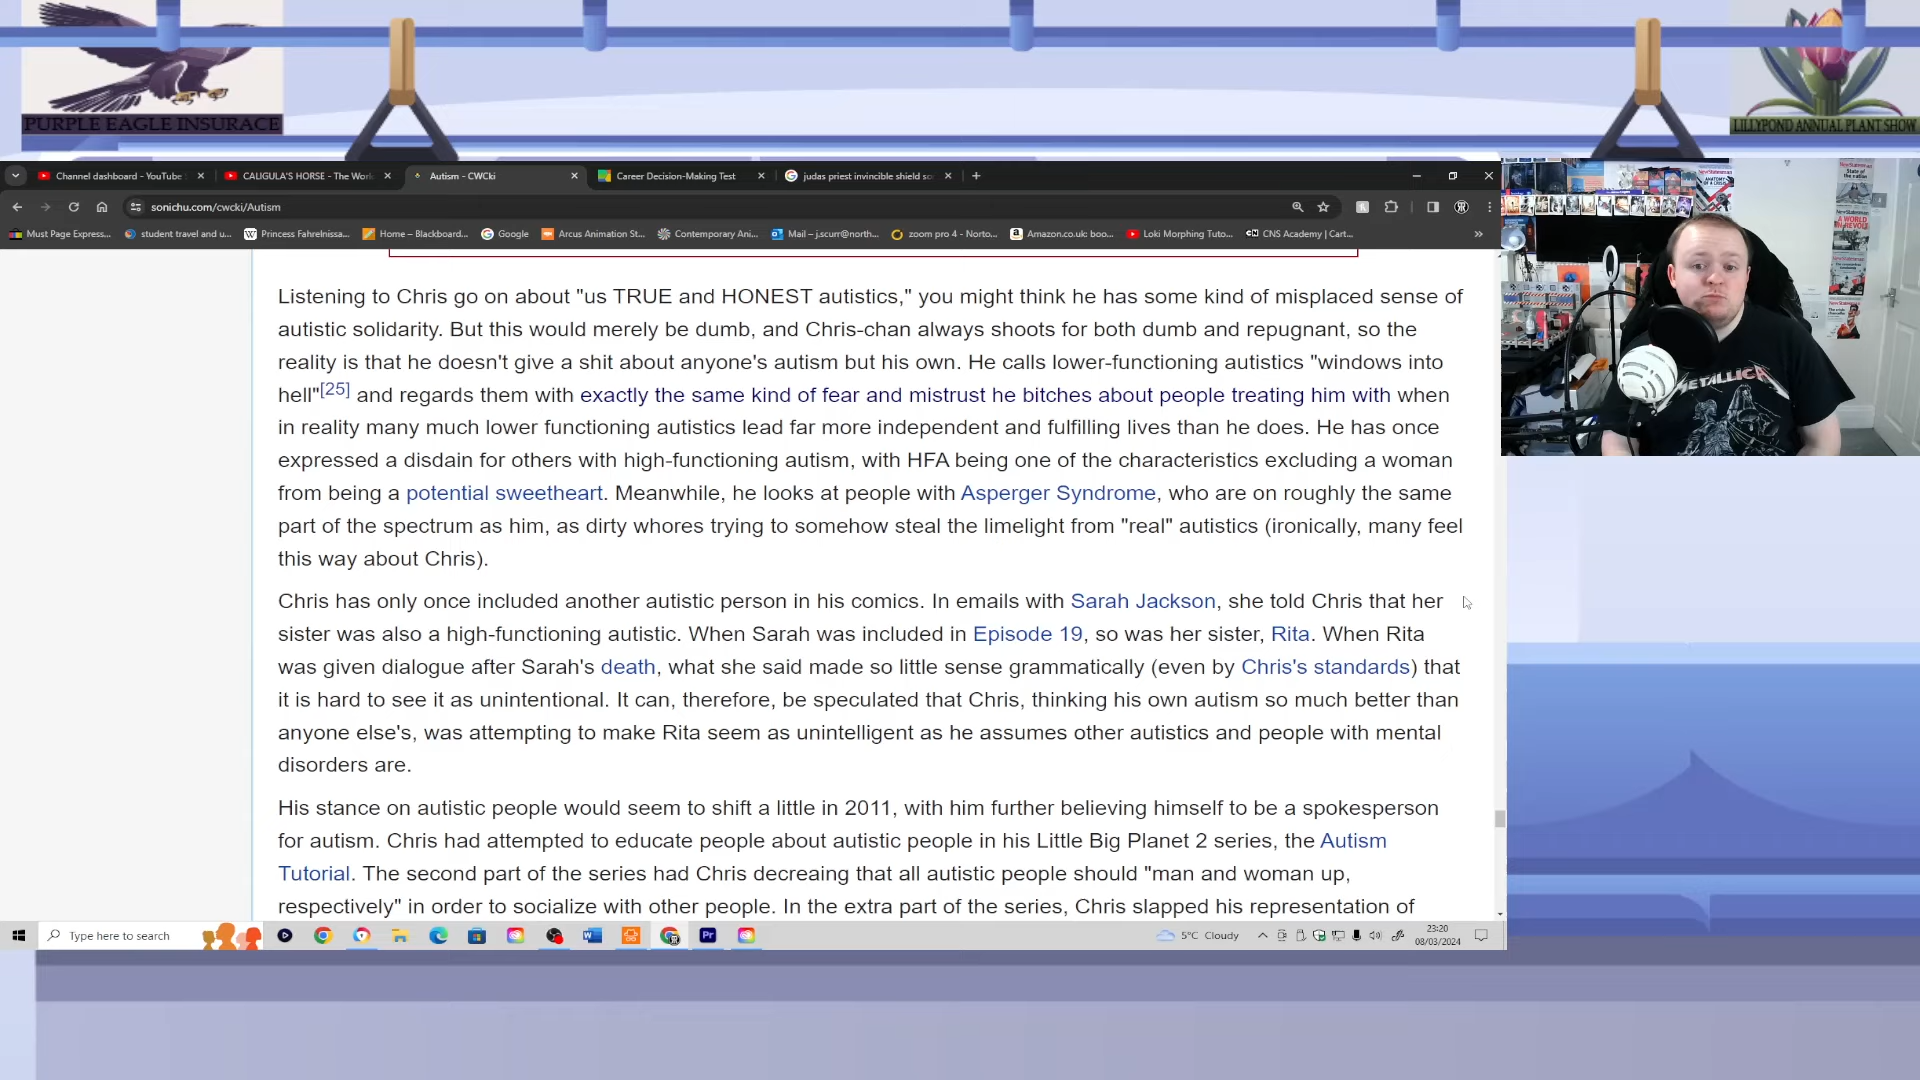 PURPLE EAGLE INSURACE
LILLYPOND ANNUAL PLANT SHOW
Channel dashboard - YouTube
CALIGULA'S HORSE - The Worl
Autism - CWCki
Career Decision-Making Test
judas priest invincible shield so
sonichu.com/cwcki/Autism
Must Page Express...
student travel and u...
Princess Fahrelnissa...
Home – Blackboard...
Google
Arcus Animation St...
Contemporary Ani...
Mail – j.scurr@north...
zoom pro 4 - Norto...
Amazon.co.uk: boo...
Loki Morphing Tuto...
CNS Academy | Cart...
Listening to Chris go on about "us TRUE and HONEST autistics," you might think he has some kind of misplaced sense of
autistic solidarity. But this would merely be dumb, and Chris-chan always shoots for both dumb and repugnant, so the
reality is that he doesn't give a shit about anyone's autism but his own. He calls lower-functioning autistics "windows into
hell"[25] and regards them with exactly the same kind of fear and mistrust he bitches about people treating him with when
in reality many much lower functioning autistics lead far more independent and fulfilling lives than he does. He has once
expressed a disdain for others with high-functioning autism, with HFA being one of the characteristics excluding a woman
from being a potential sweetheart. Meanwhile, he looks at people with Asperger Syndrome, who are on roughly the same
part of the spectrum as him, as dirty whores trying to somehow steal the limelight from "real" autistics (ironically, many feel
this way about Chris).
Chris has only once included another autistic person in his comics. In emails with Sarah Jackson, she told Chris that her
sister was also a high-functioning autistic. When Sarah was included in Episode 19, so was her sister, Rita. When Rita
was given dialogue after Sarah's death, what she said made so little sense grammatically (even by Chris's standards) that
it is hard to see it as unintentional. It can, therefore, be speculated that Chris, thinking his own autism so much better than
anyone else's, was attempting to make Rita seem as unintelligent as he assumes other autistics and people with mental
disorders are.
His stance on autistic people would seem to shift a little in 2011, with him further believing himself to be a spokesperson
for autism. Chris had attempted to educate people about autistic people in his Little Big Planet 2 series, the Autism
Tutorial. The second part of the series had Chris decreaing that all autistic people should "man and woman up,
respectively" in order to socialize with other people. In the extra part of the series, Chris slapped his representation of
METALLICA
Type here to search
5°C Cloudy
23:20
08/03/2024